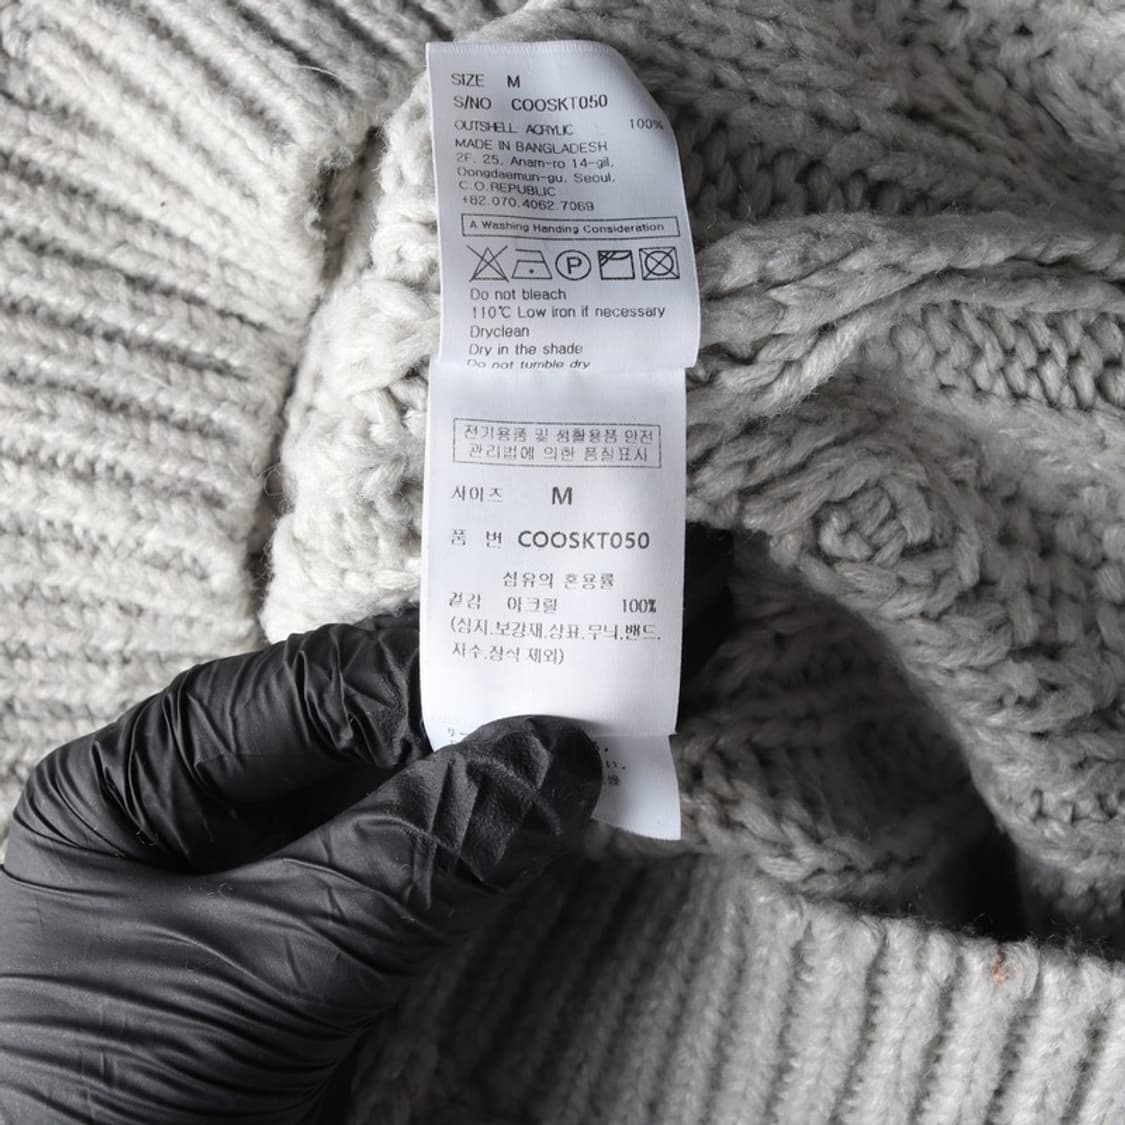 SIZE M
S/NO COOSKT050
OUTSHELL ACRYLIC 100%
MADE IN BANGLADESH
2F, 25, Anam-ro 14-gil,
Dongdaemun-gu, Seoul,
C.O.REPUBLIC
+82.070.4062.7069
A Washing Handing Consideration
P
Do not bleach
110℃ Low iron if necessary
Dryclean
Dry in the shade
Do not tumble dry
전기용품 및 생활용품 안전
관리법에 의한 품질표시
사이즈 M
품 번 COOSKT050
섬유의 혼용률
겉감 아크릴 100%
(심지,보강재,상표,무늬,밴드,
자수,장식 제외)